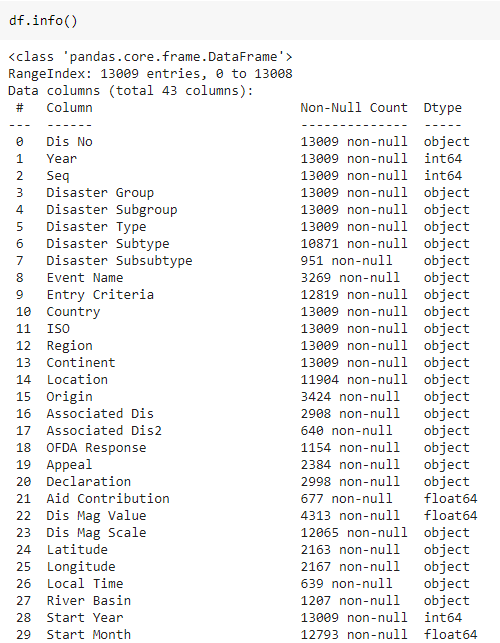 df.info()
<class 'pandas.core.frame.DataFrame'>
RangeIndex: 13009 entries, 0 to 13008
Data columns (total 43 columns):
 #   Column                         Non-Null Count  Dtype
---  ------                         --------------  -----
 0   Dis No                         13009 non-null  object
 1   Year                           13009 non-null  int64
 2   Seq                            13009 non-null  int64
 3   Disaster Group                 13009 non-null  object
 4   Disaster Subgroup              13009 non-null  object
 5   Disaster Type                  13009 non-null  object
 6   Disaster Subtype               10871 non-null  object
 7   Disaster Subsubtype            951 non-null    object
 8   Event Name                     3269 non-null   object
 9   Entry Criteria                 12819 non-null  object
 10  Country                        13009 non-null  object
 11  ISO                            13009 non-null  object
 12  Region                         13009 non-null  object
 13  Continent                      13009 non-null  object
 14  Location                       11904 non-null  object
 15  Origin                         3424 non-null   object
 16  Associated Dis                 2908 non-null   object
 17  Associated Dis2                640 non-null    object
 18  OFDA Response                  1154 non-null   object
 19  Appeal                         2384 non-null   object
 20  Declaration                    2998 non-null   object
 21  Aid Contribution               677 non-null    float64
 22  Dis Mag Value                  4313 non-null   float64
 23  Dis Mag Scale                  12065 non-null  object
 24  Latitude                       2163 non-null   object
 25  Longitude                      2167 non-null   object
 26  Local Time                     639 non-null    object
 27  River Basin                    1207 non-null   object
 28  Start Year                     13009 non-null  int64
 29  Start Month                    12793 non-null  float64